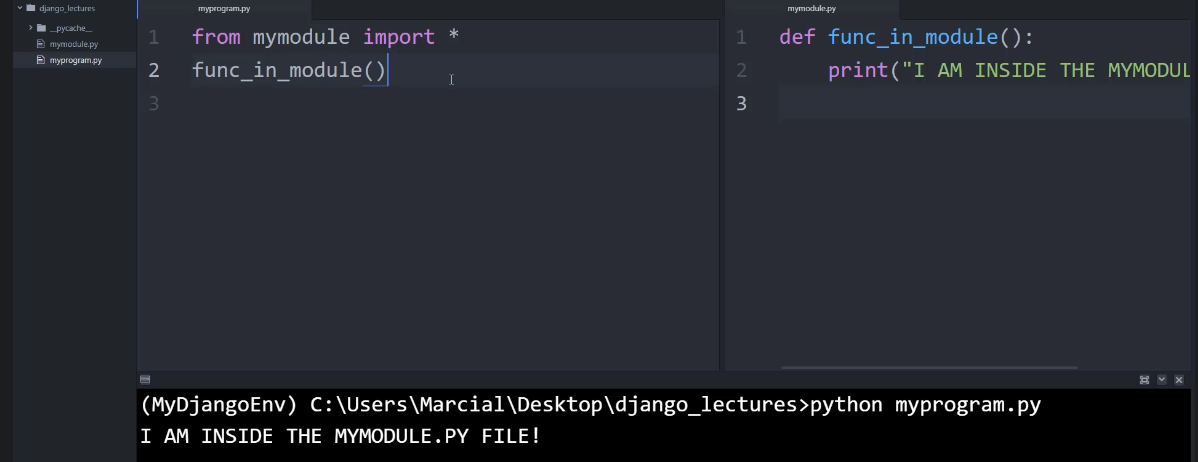 django_lectures
__pycache__
mymodule.py
myprogram.py
myprogram.py
1 from mymodule import *
2 func_in_module()
3
mymodule.py
1 def func_in_module():
2 print("I AM INSIDE THE MYMODUL
3
(MyDjangoEnv) C:\Users\Marcial\Desktop\django_lectures>python myprogram.py
I AM INSIDE THE MYMODULE.PY FILE!